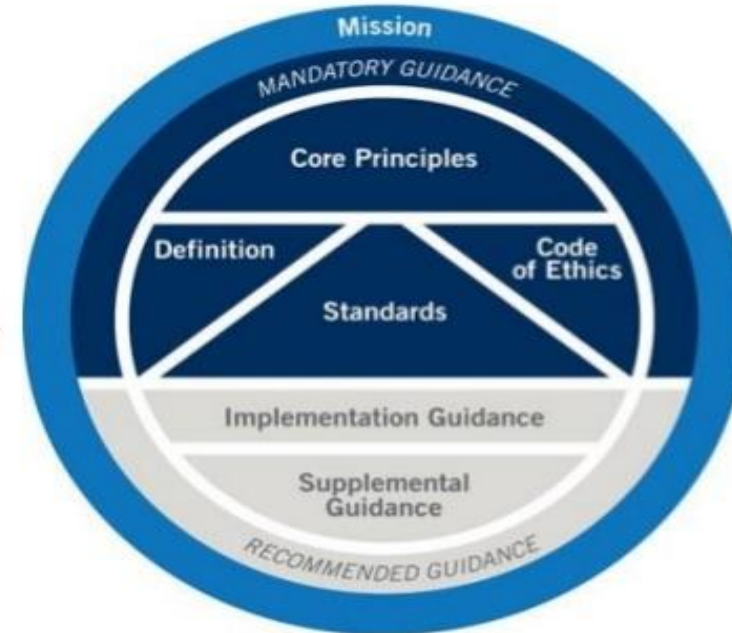 Mission
MANDATORY GUIDANCE
Core Principles
Definition
Code
of Ethics
Standards
Implementation Guidance
Supplemental
Guidance
RECOMMENDED GUIDANCE